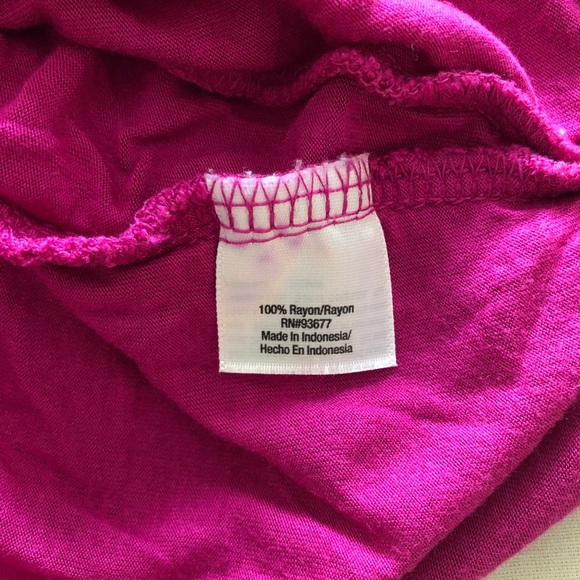 100% Rayon/Rayon
RN#93677
Made In Indonesia/
Hecho En Indonesia